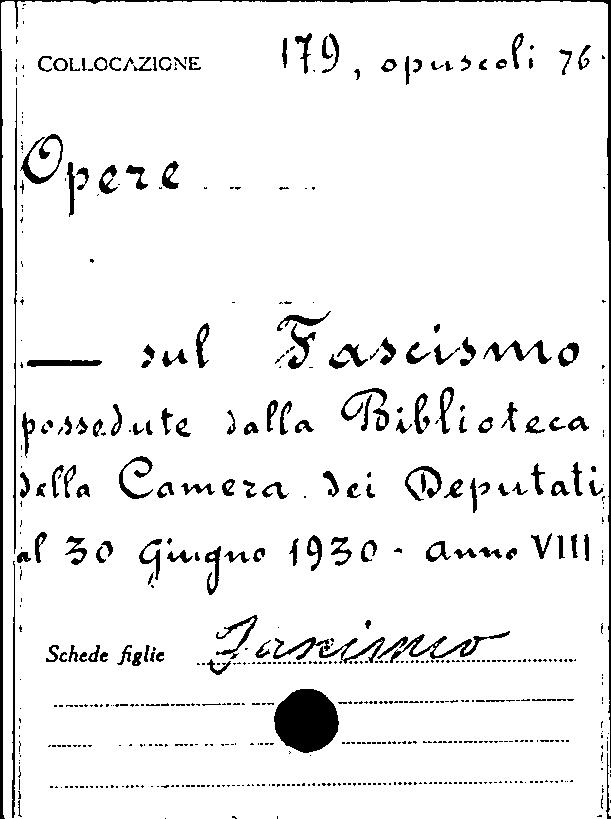 COLLOCAZIONE 179, opuscoli 76
Opere
— sul Fascismo
possedute dalla Biblioteca
della Camera dei Deputati
al 30 Giugno 1930 - anno VIII
Schede figlie Fascismo